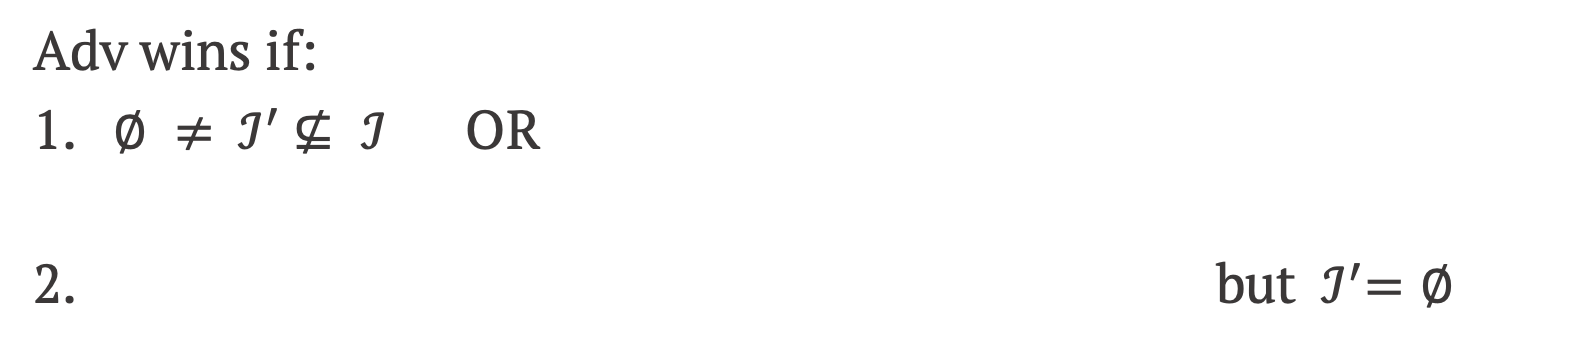 Adv wins if:
1. ∅ ≠ 𝒥′ ⊈ 𝒥 OR
2. but 𝒥′= ∅